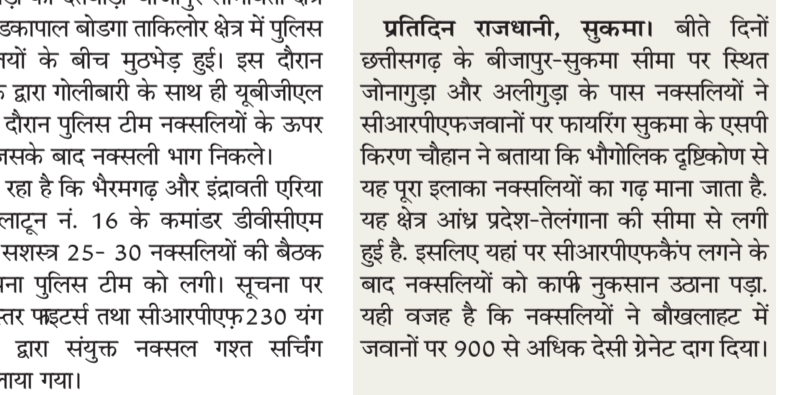 डकापाल बोडगा ताकिलोर क्षेत्र में पुलिस
के बीच मुठभेड़ हुई। इस दौरान
द्वारा गोलीबारी के साथ ही यूबीजीएल
दौरान पुलिस टीम नक्सलियों के ऊपर
बाद नक्सली भाग निकले।
रहा है कि भैरमगढ़ और इंद्रावती एरिया
नं. 16 के कमांडर डीवीसीएम
सशस्त्र 25- 30 नक्सलियों की बैठक
पुलिस टीम को लगी। सूचना पर
फाइटर्स तथा सीआरपीएफ़230 यंग
द्वारा संयुक्त नक्सल गश्त सर्चिंग
गया।
प्रतिदिन राजधानी, सुकमा। बीते दिनों
छत्तीसगढ़ के बीजापुर-सुकमा सीमा पर स्थित
जोनागुड़ा और अलीगुड़ा के पास नक्सलियों ने
सीआरपीएफजवानों पर फायरिंग सुकमा के एसपी
किरण चौहान ने बताया कि भौगोलिक दृष्टिकोण से
यह पूरा इलाका नक्सलियों का गढ़ माना जाता है.
यह क्षेत्र आंध्र प्रदेश-तेलंगाना की सीमा से लगी
हुई है. इसलिए यहां पर सीआरपीएफकैंप लगने के
बाद नक्सलियों को काफी नुकसान उठाना पड़ा.
यही वजह है कि नक्सलियों ने बौखलाहट में
जवानों पर 900 से अधिक देसी ग्रेनेट दाग दिया।